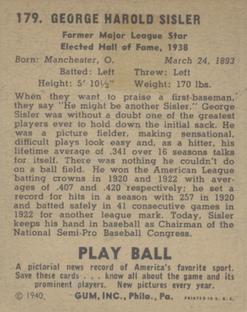 179. GEORGE HAROLD SISLER
Former Major League Star
Elected Hall of Fame, 1938
Born: Manchester, O. March 24, 1893
Batted: Left Threw: Left
Height: 5' 10½" Weight: 170 lbs.
When they want to praise a first-baseman,
they say "He might be another Sisler." George
Sisler was without a doubt one of the greatest
players ever to hold down the initial sack. He
was a picture fielder, making sensational,
difficult plays look easy and, as a hitter, his
lifetime average of .341 over 16 seasons talks
for itself. There was nothing he couldn't do
on a ball field. He won the American League
batting crowns in 1920 and 1922 with aver-
ages of .407 and .420 respectively; he set a
record for hits in a season with 257 in 1920
and batted safely in 41 consecutive games in
1922 for another league mark. Today, Sisler
keeps his hand in baseball as Chairman of the
National Semi-Pro Baseball Congress.
PLAY BALL
A pictorial news record of America's favorite sport.
Save these cards . . . know all about the game and its
prominent players. New pictures every year.
© 1940, GUM, INC., Phila., Pa. PRINTED IN U. S. A.